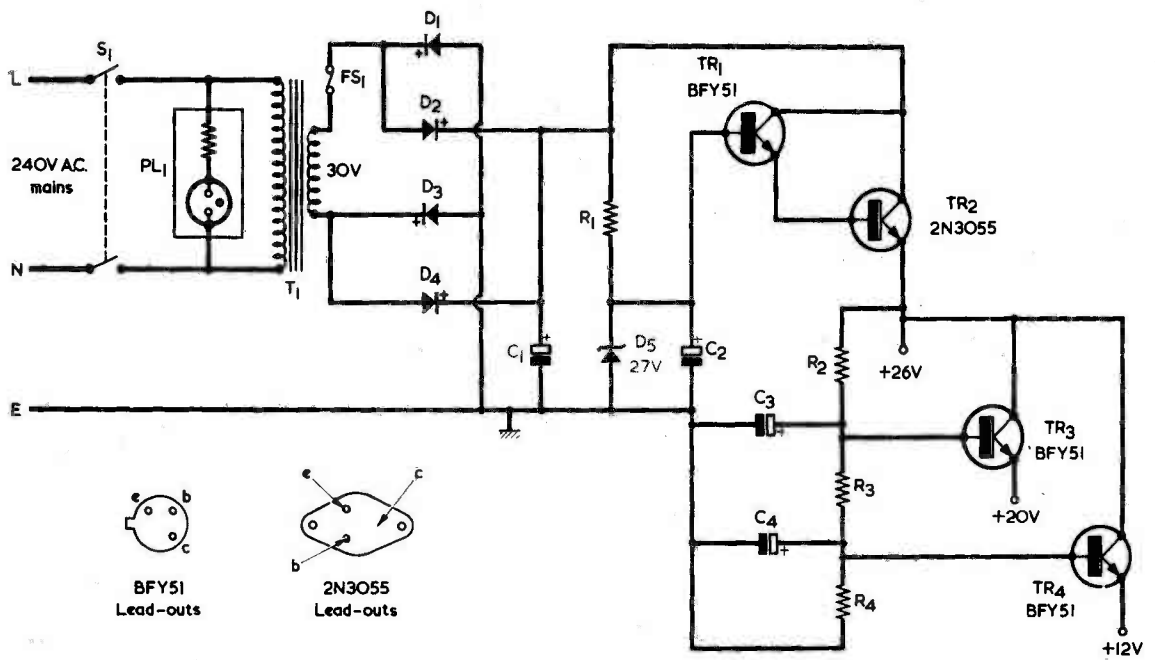 L
S1
240V A.C.
mains
N
PL1
T1
FS1
30V
D1
+
D2
+
D3
+
D4
+
C1
+
R1
D5
27V
C2
+
TR1
BFY51
TR2
2N3055
R2
+26V
C3
+
TR3
BFY51
R3
+20V
C4
+
R4
TR4
BFY51
+12V
E
e
b
c
BFY51
Lead-outs
e
c
b
2N3055
Lead-outs